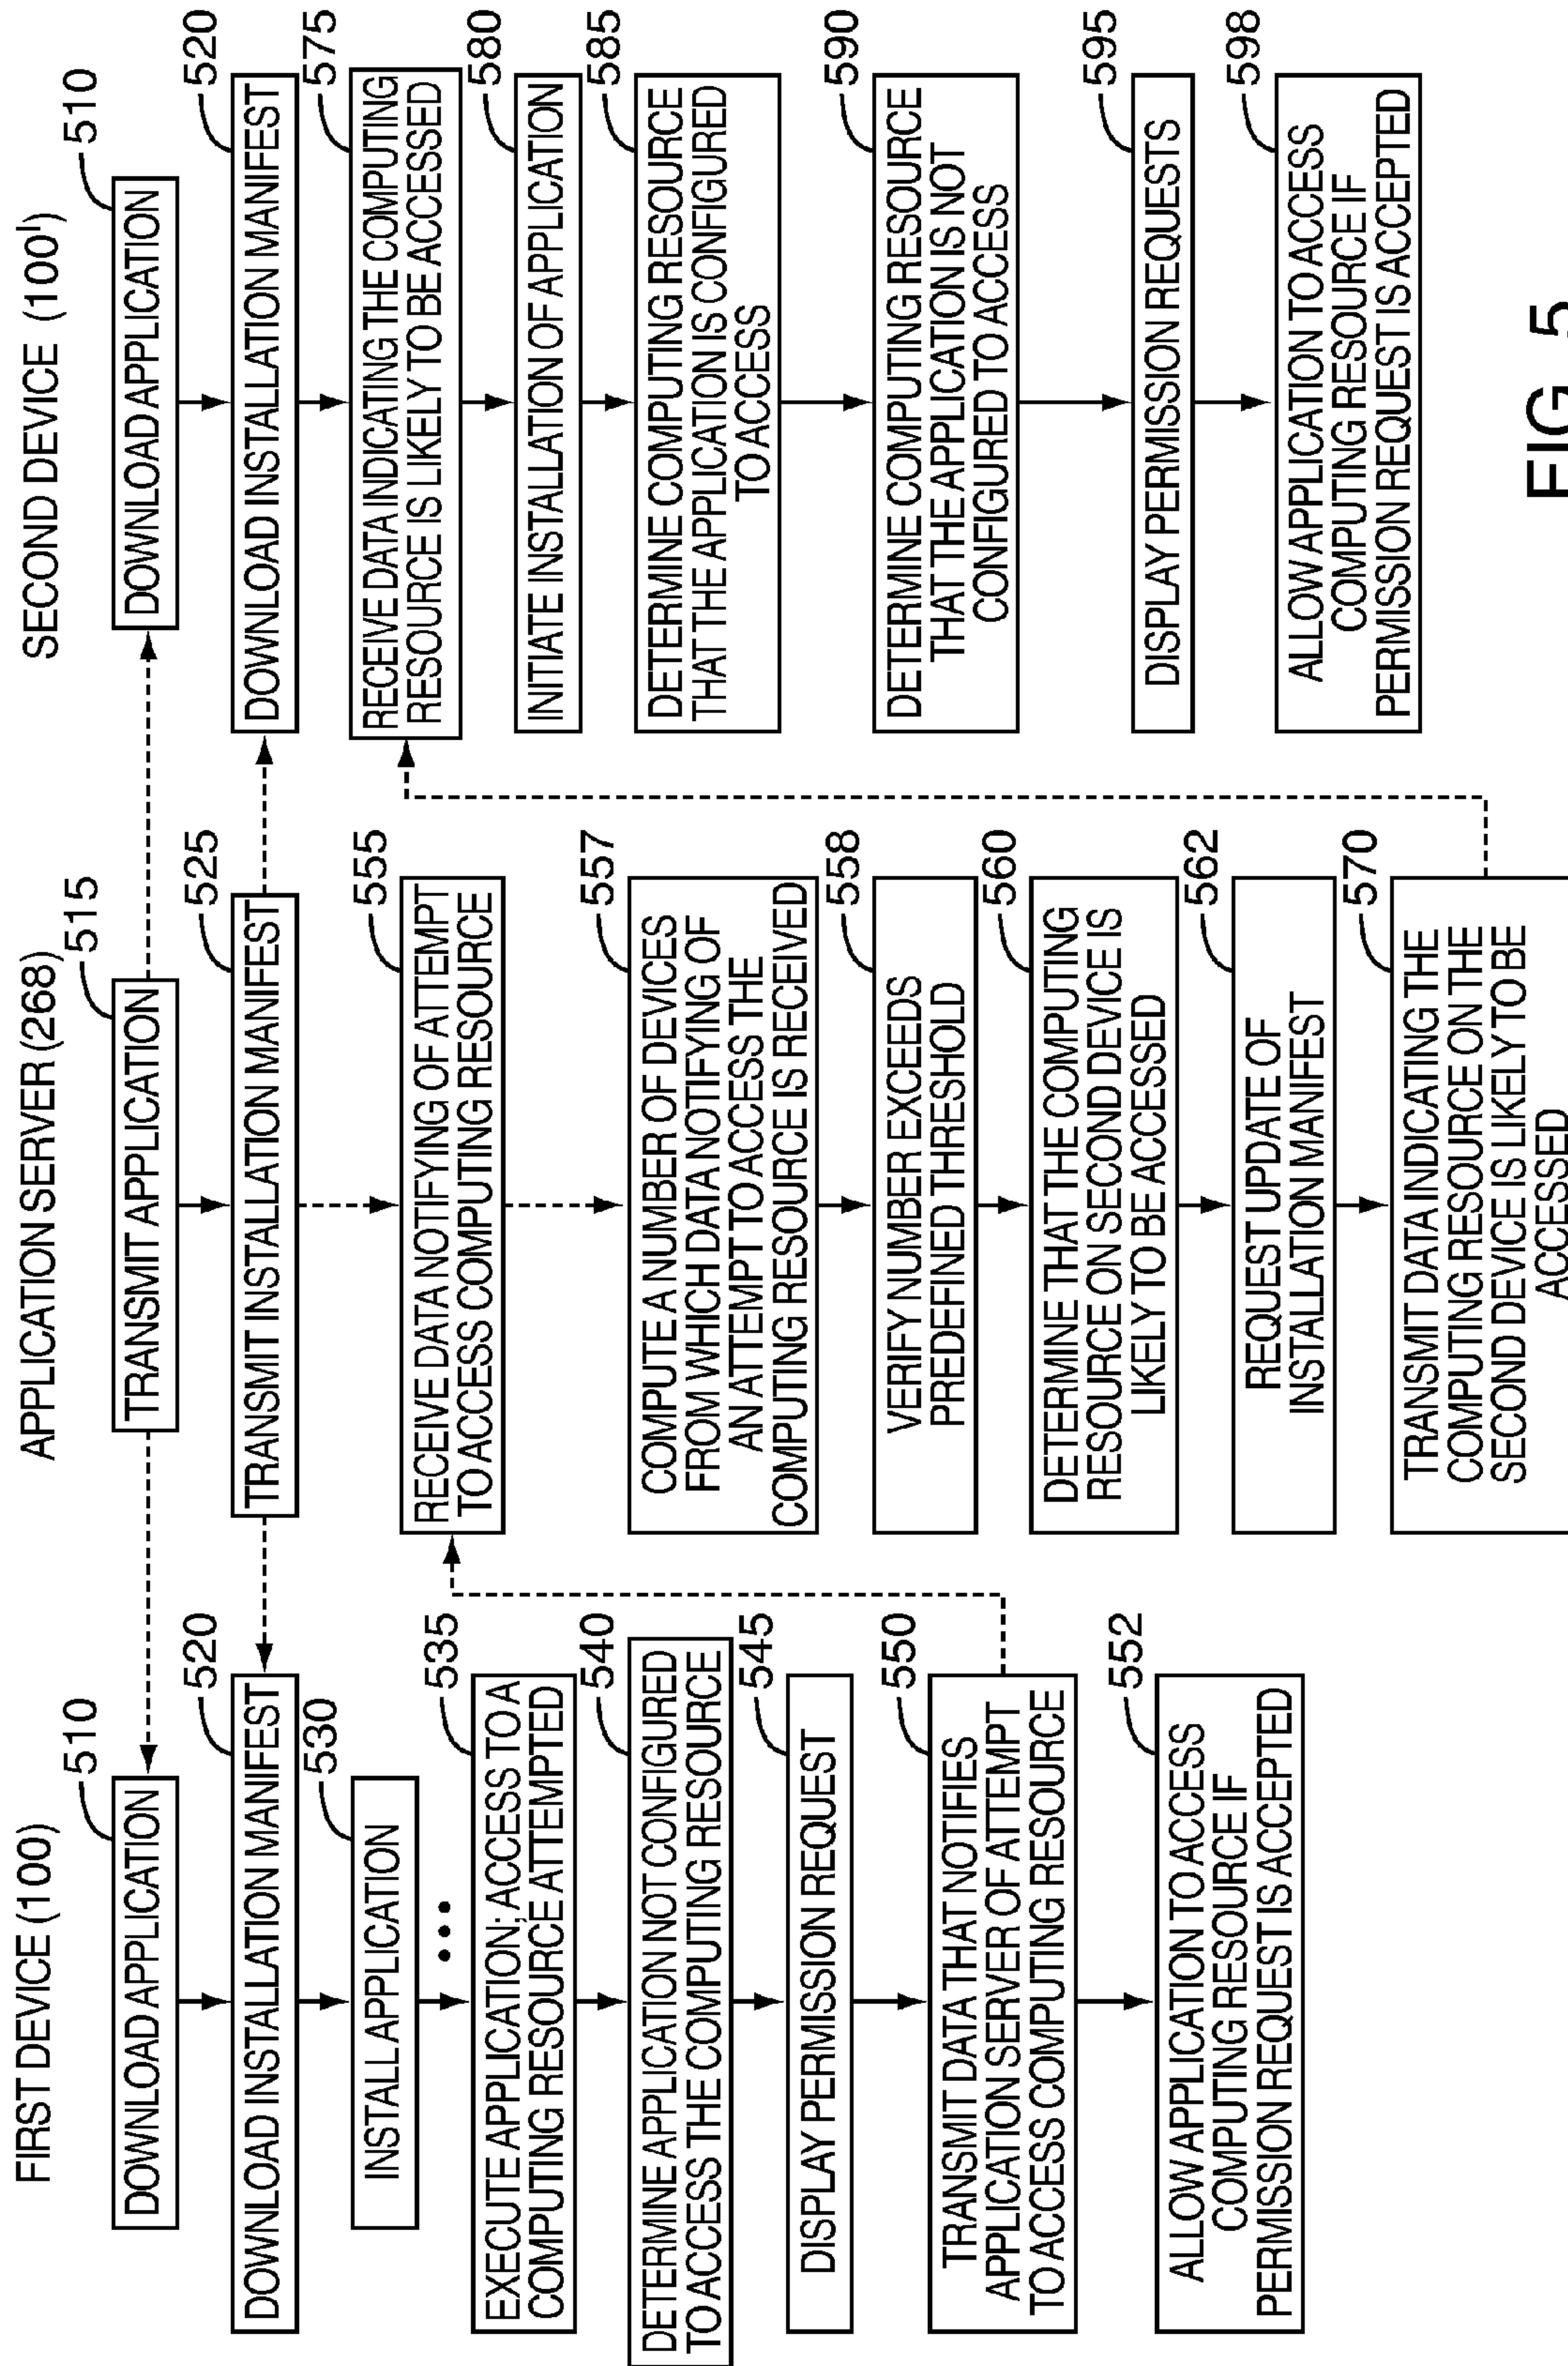 FIRST DEVICE (100)
510
DOWNLOAD APPLICATION
520
DOWNLOAD INSTALLATION MANIFEST
530
INSTALL APPLICATION
535
EXECUTE APPLICATION; ACCESS TO A
COMPUTING RESOURCE ATTEMPTED
540
DETERMINE APPLICATION NOT CONFIGURED
TO ACCESS THE COMPUTING RESOURCE
545
DISPLAY PERMISSION REQUEST
550
TRANSMIT DATA THAT NOTIFIES
APPLICATION SERVER OF ATTEMPT
TO ACCESS COMPUTING RESOURCE
552
ALLOW APPLICATION TO ACCESS
COMPUTING RESOURCE IF
PERMISSION REQUEST IS ACCEPTED
APPLICATION SERVER (268)
515
TRANSMIT APPLICATION
525
TRANSMIT INSTALLATION MANIFEST
555
RECEIVE DATA NOTIFYING OF ATTEMPT
TO ACCESS COMPUTING RESOURCE
557
COMPUTE A NUMBER OF DEVICES
FROM WHICH DATA NOTIFYING OF
AN ATTEMPT TO ACCESS THE
COMPUTING RESOURCE IS RECEIVED
558
VERIFY NUMBER EXCEEDS
PREDEFINED THRESHOLD
560
DETERMINE THAT THE COMPUTING
RESOURCE ON SECOND DEVICE IS
LIKELY TO BE ACCESSED
562
REQUEST UPDATE OF
INSTALLATION MANIFEST
570
TRANSMIT DATA INDICATING THE
COMPUTING RESOURCE ON THE
SECOND DEVICE IS LIKELY TO BE
ACCESSED
SECOND DEVICE (100')
510
DOWNLOAD APPLICATION
520
DOWNLOAD INSTALLATION MANIFEST
575
RECEIVE DATA INDICATING THE COMPUTING
RESOURCE IS LIKELY TO BE ACCESSED
580
INITIATE INSTALLATION OF APPLICATION
585
DETERMINE COMPUTING RESOURCE
THAT THE APPLICATION IS CONFIGURED
TO ACCESS
590
DETERMINE COMPUTING RESOURCE
THAT THE APPLICATION IS NOT
CONFIGURED TO ACCESS
595
DISPLAY PERMISSION REQUESTS
598
ALLOW APPLICATION TO ACCESS
COMPUTING RESOURCE IF
PERMISSION REQUEST IS ACCEPTED
FIG. 5